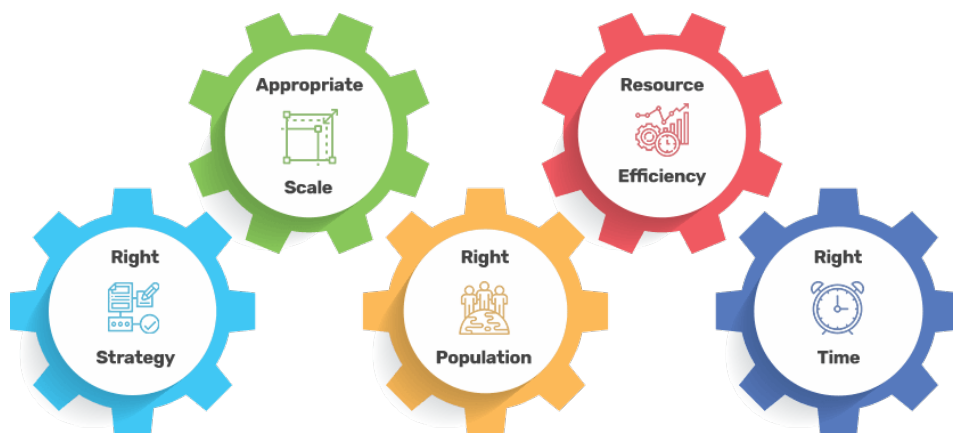 Appropriate
Scale
Resource
Efficiency
Right
Strategy
Right
Population
Right
Time